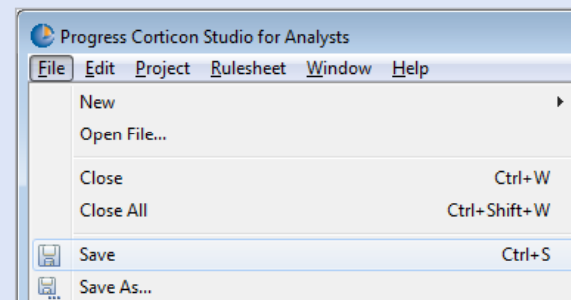 Progress Corticon Studio for Analysts
File Edit Project Rulesheet Window Help
New
Open File...
Close Ctrl+W
Close All Ctrl+Shift+W
Save Ctrl+S
Save As...